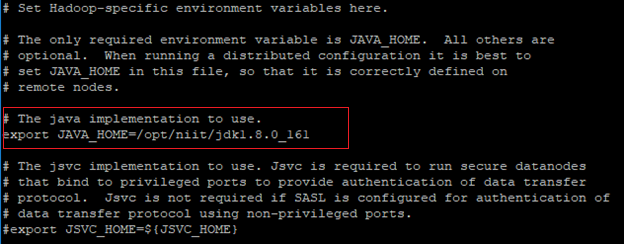 # Set Hadoop-specific environment variables here.
# The only required environment variable is JAVA_HOME.  All others are
# optional.  When running a distributed configuration it is best to
# set JAVA_HOME in this file, so that it is correctly defined on
# remote nodes.
# The java implementation to use.
export JAVA_HOME=/opt/niit/jdk1.8.0_161
# The jsvc implementation to use. Jsvc is required to run secure datanodes
# that bind to privileged ports to provide authentication of data transfer
# protocol.  Jsvc is not required if SASL is configured for authentication of
# data transfer protocol using non-privileged ports.
#export JSVC_HOME=${JSVC_HOME}